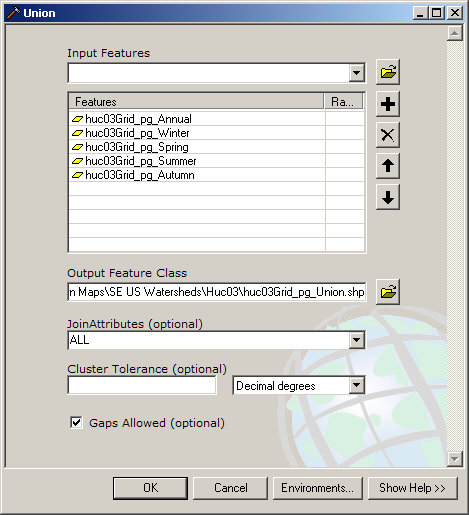 Union
Input Features
Features Ra...
huc03Grid_pg_Annual
huc03Grid_pg_Winter
huc03Grid_pg_Spring
huc03Grid_pg_Summer
huc03Grid_pg_Autumn
Output Feature Class
n Maps\SE US Watersheds\Huc03\huc03Grid_pg_Union.shp
JoinAttributes (optional)
ALL
Cluster Tolerance (optional)
Decimal degrees
Gaps Allowed (optional)
OK Cancel Environments... Show Help >>